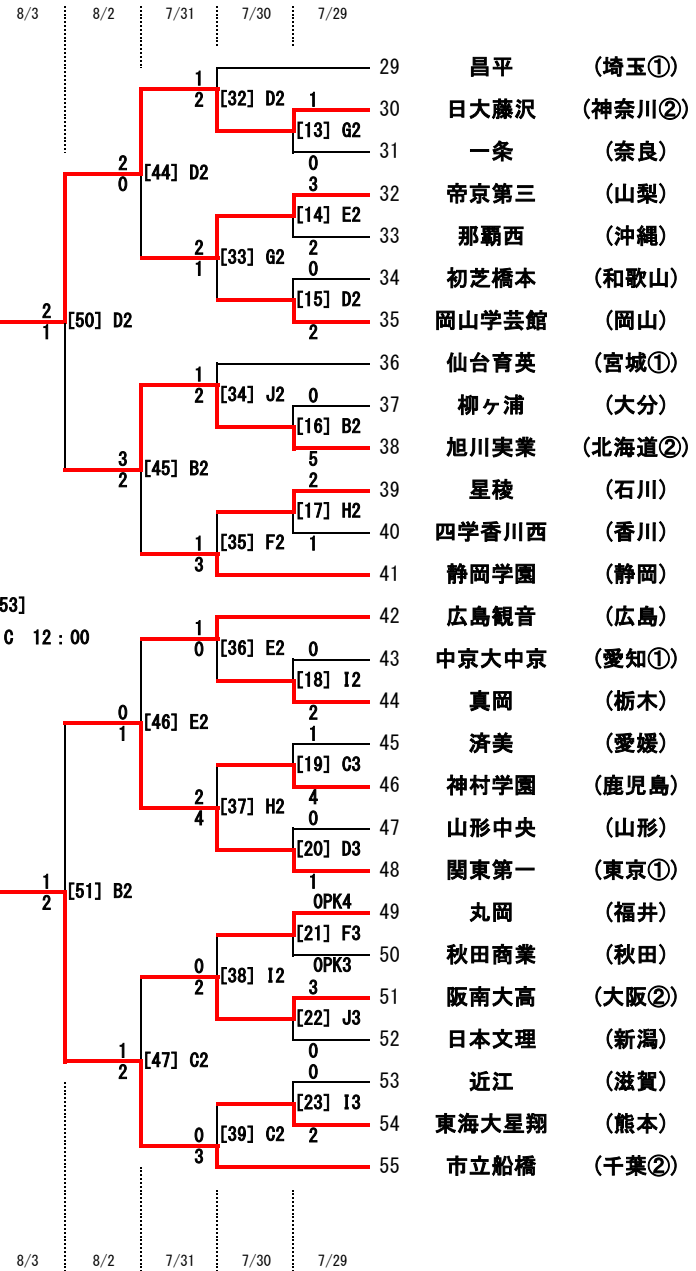 8/3 8/2 7/31 7/30 7/29
29 昌平 (埼玉①)
1
2 [32] D2 1
30 日大藤沢 (神奈川②)
[13] G2
31 一条 (奈良)
0
2
0 [44] D2
3
32 帝京第三 (山梨)
[14] E2
33 那覇西 (沖縄)
2
2
1 [33] G2
0
34 初芝橋本 (和歌山)
[15] D2
35 岡山学芸館 (岡山)
2
2
1 [50] D2
36 仙台育英 (宮城①)
1
2 [34] J2 0
37 柳ヶ浦 (大分)
[16] B2
38 旭川実業 (北海道②)
5
3
2 [45] B2
2
39 星稜 (石川)
[17] H2
40 四学香川西 (香川)
1
1
3 [35] F2
41 静岡学園 (静岡)
53]
C 12：00
42 広島観音 (広島)
1
0 [36] E2 0
43 中京大中京 (愛知①)
[18] I2
44 真岡 (栃木)
2
0
1 [46] E2
1
45 済美 (愛媛)
[19] C3
46 神村学園 (鹿児島)
4
2
4 [37] H2
0
47 山形中央 (山形)
[20] D3
48 関東第一 (東京①)
1
1
2 [51] B2
0PK4
49 丸岡 (福井)
[21] F3
50 秋田商業 (秋田)
0PK3
0
2 [38] I2
3
51 阪南大高 (大阪②)
[22] J3
52 日本文理 (新潟)
0
1
2 [47] C2
0
53 近江 (滋賀)
[23] I3
54 東海大星翔 (熊本)
2
0
3 [39] C2
55 市立船橋 (千葉②)
8/3 8/2 7/31 7/30 7/29